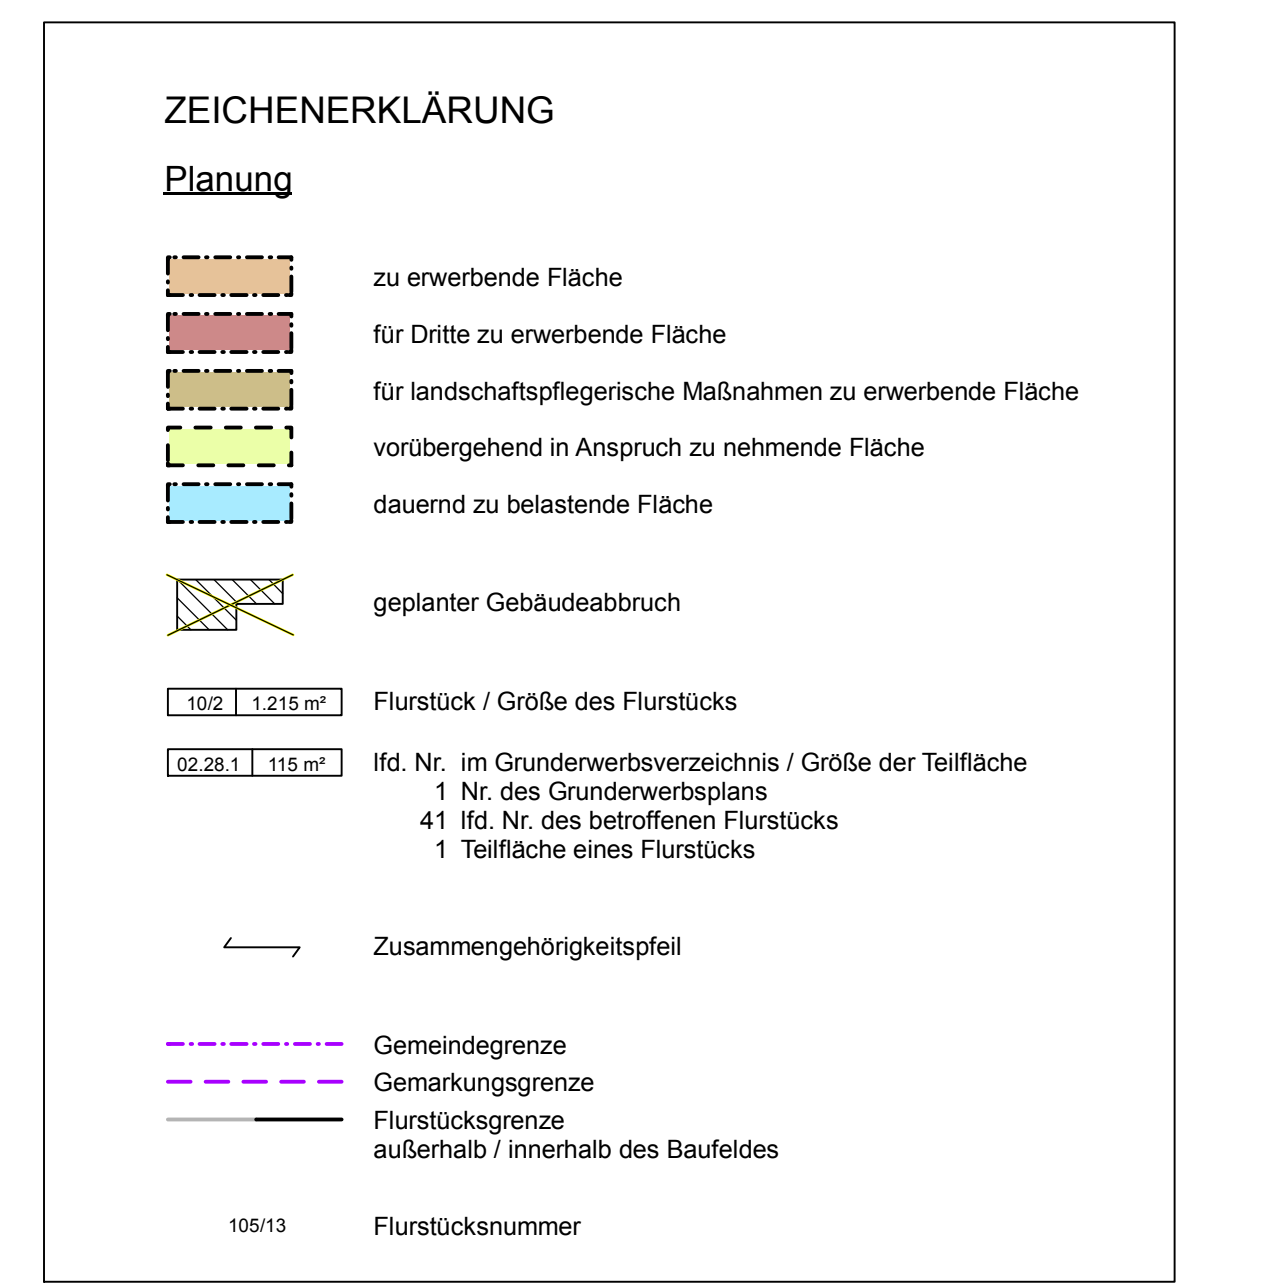 ZEICHENERKLÄRUNG
Planung
zu erwerbende Fläche
für Dritte zu erwerbende Fläche
für landschaftspflegerische Maßnahmen zu erwerbende Fläche
vorübergehend in Anspruch zu nehmende Fläche
dauernd zu belastende Fläche
geplanter Gebäudeabbruch
10/2 1.215 m² Flurstück / Größe des Flurstücks
02.28.1 115 m² lfd. Nr. im Grunderwerbsverzeichnis / Größe der Teilfläche
1 Nr. des Grunderwerbsplans
41 lfd. Nr. des betroffenen Flurstücks
1 Teilfläche eines Flurstücks
Zusammengehörigkeitspfeil
Gemeindegrenze
Gemarkungsgrenze
Flurstücksgrenze
außerhalb / innerhalb des Baufeldes
105/13 Flurstücksnummer